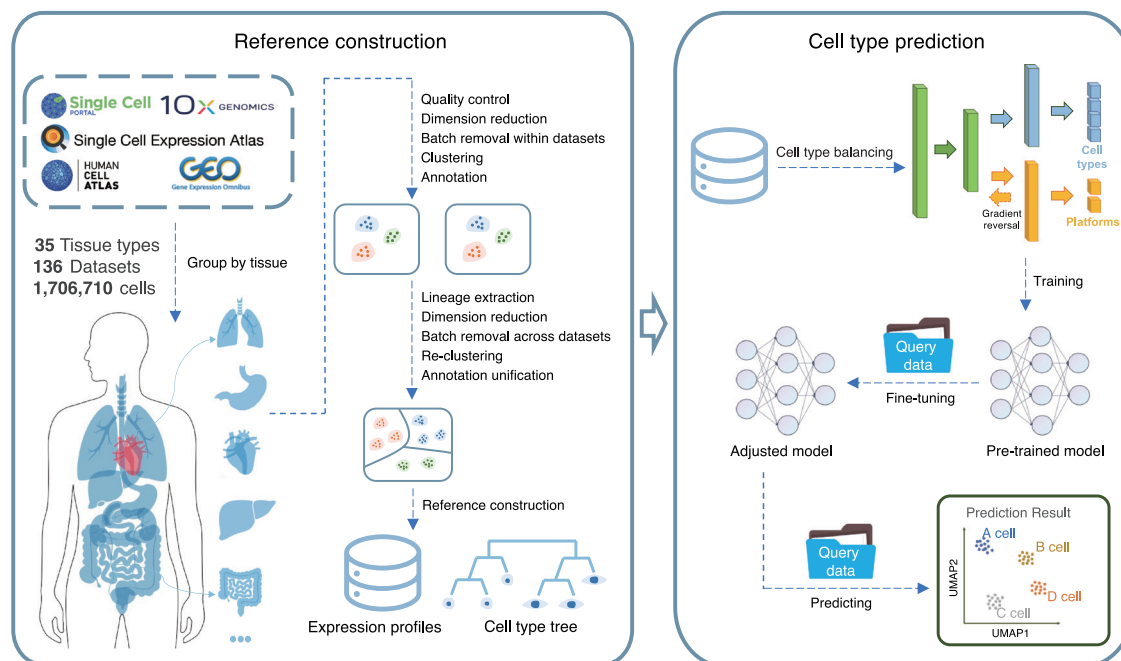 Reference construction
Single Cell
PORTAL
10x GENOMICS
Single Cell Expression Atlas
HUMAN
CELL
ATLAS
GEO
Gene Expression Omnibus
35 Tissue types
136 Datasets
1,706,710 cells
Group by tissue
Quality control
Dimension reduction
Batch removal within datasets
Clustering
Annotation
Lineage extraction
Dimension reduction
Batch removal across datasets
Re-clustering
Annotation unification
Reference construction
Expression profiles
Cell type tree
Cell type prediction
Cell type balancing
Cell
types
Gradient
reversal
Platforms
Training
Query
data
Fine-tuning
Adjusted model
Pre-trained model
Query
data
Predicting
Prediction Result
A cell
B cell
D cell
C cell
UMAP2
UMAP1